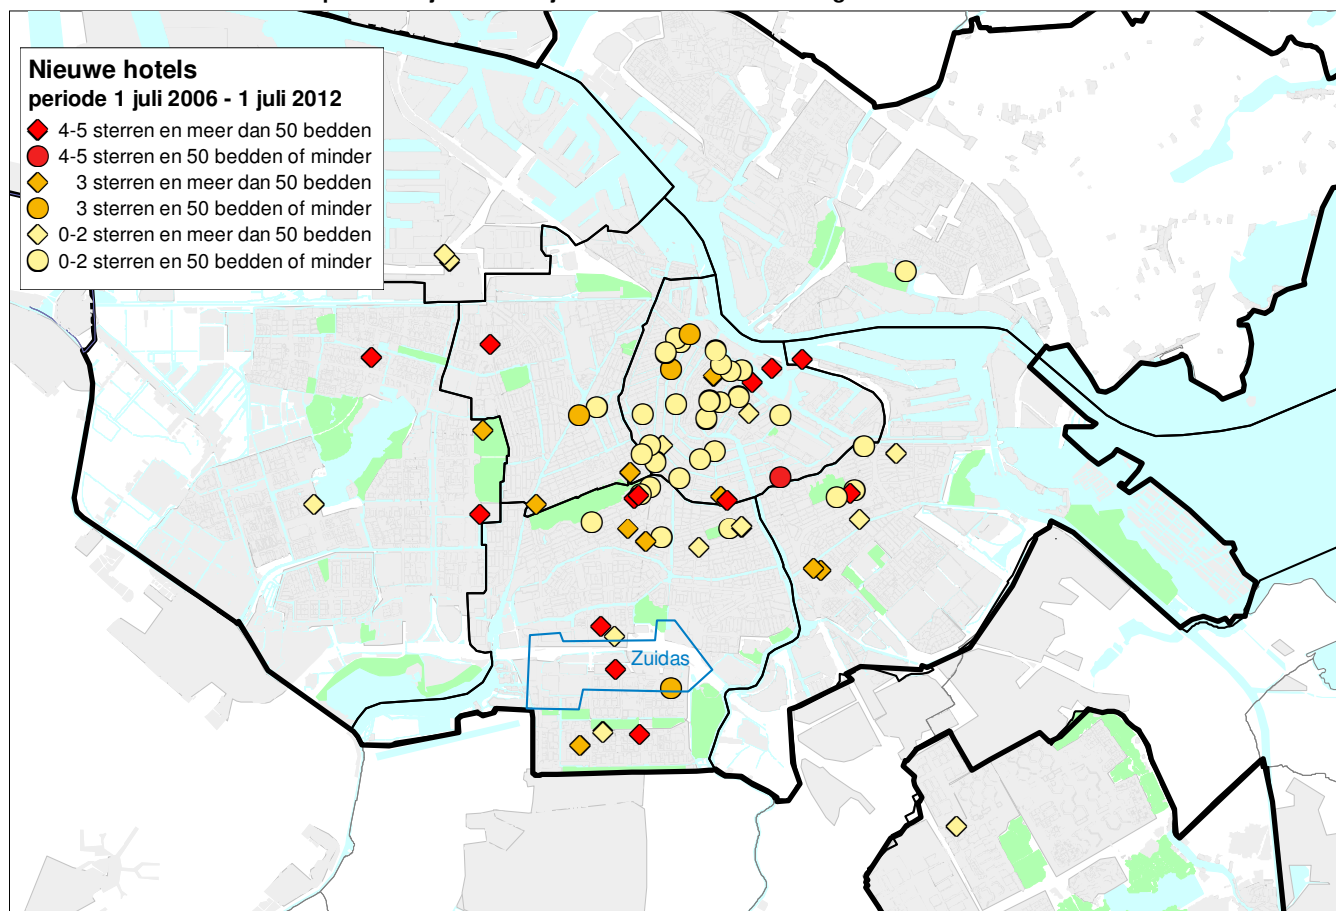 Nieuwe hotels
periode 1 juli 2006 - 1 juli 2012
4-5 sterren en meer dan 50 bedden
4-5 sterren en 50 bedden of minder
3 sterren en meer dan 50 bedden
3 sterren en 50 bedden of minder
0-2 sterren en meer dan 50 bedden
0-2 sterren en 50 bedden of minder
Zuidas